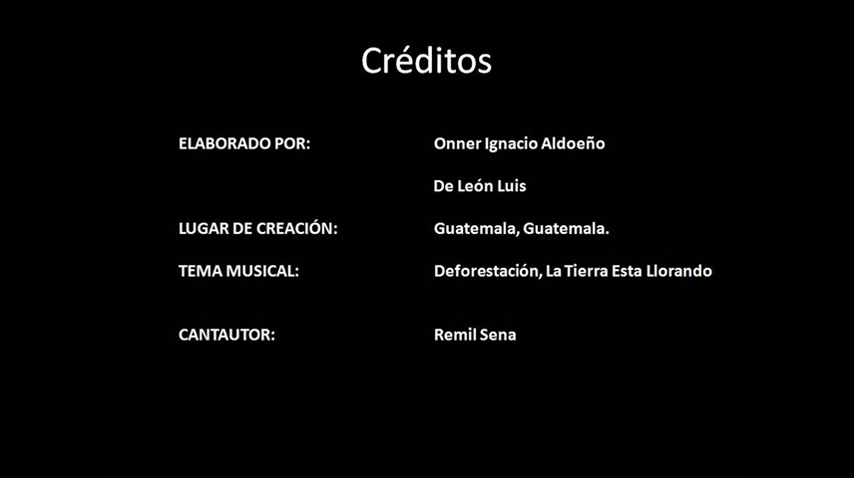 Créditos
ELABORADO POR: Onner Ignacio Aldoeño
De León Luis
LUGAR DE CREACIÓN: Guatemala, Guatemala.
TEMA MUSICAL: Deforestación, La Tierra Esta Llorando
CANTAUTOR: Remil Sena